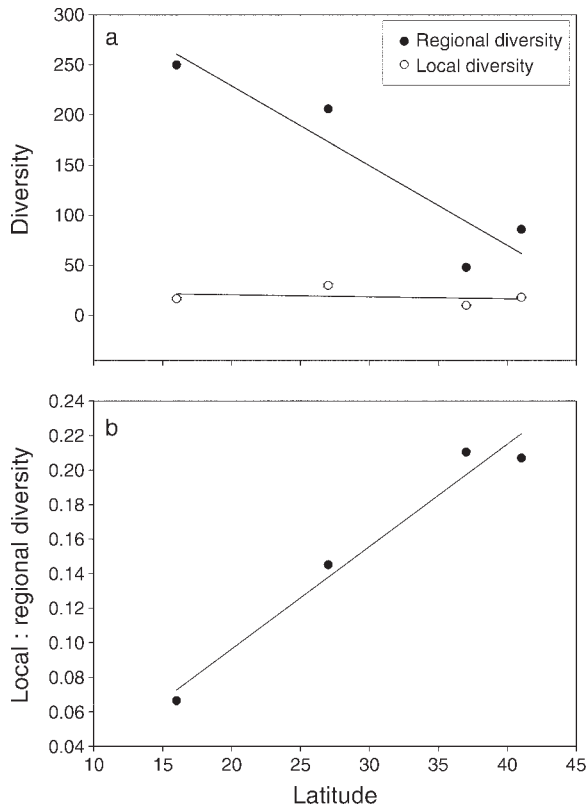 a
Regional diversity
Local diversity
300
250
200
150
100
50
0
Diversity
b
0.24
0.22
0.20
0.18
0.16
0.14
0.12
0.10
0.08
0.06
0.04
Local : regional diversity
10 15 20 25 30 35 40 45
Latitude